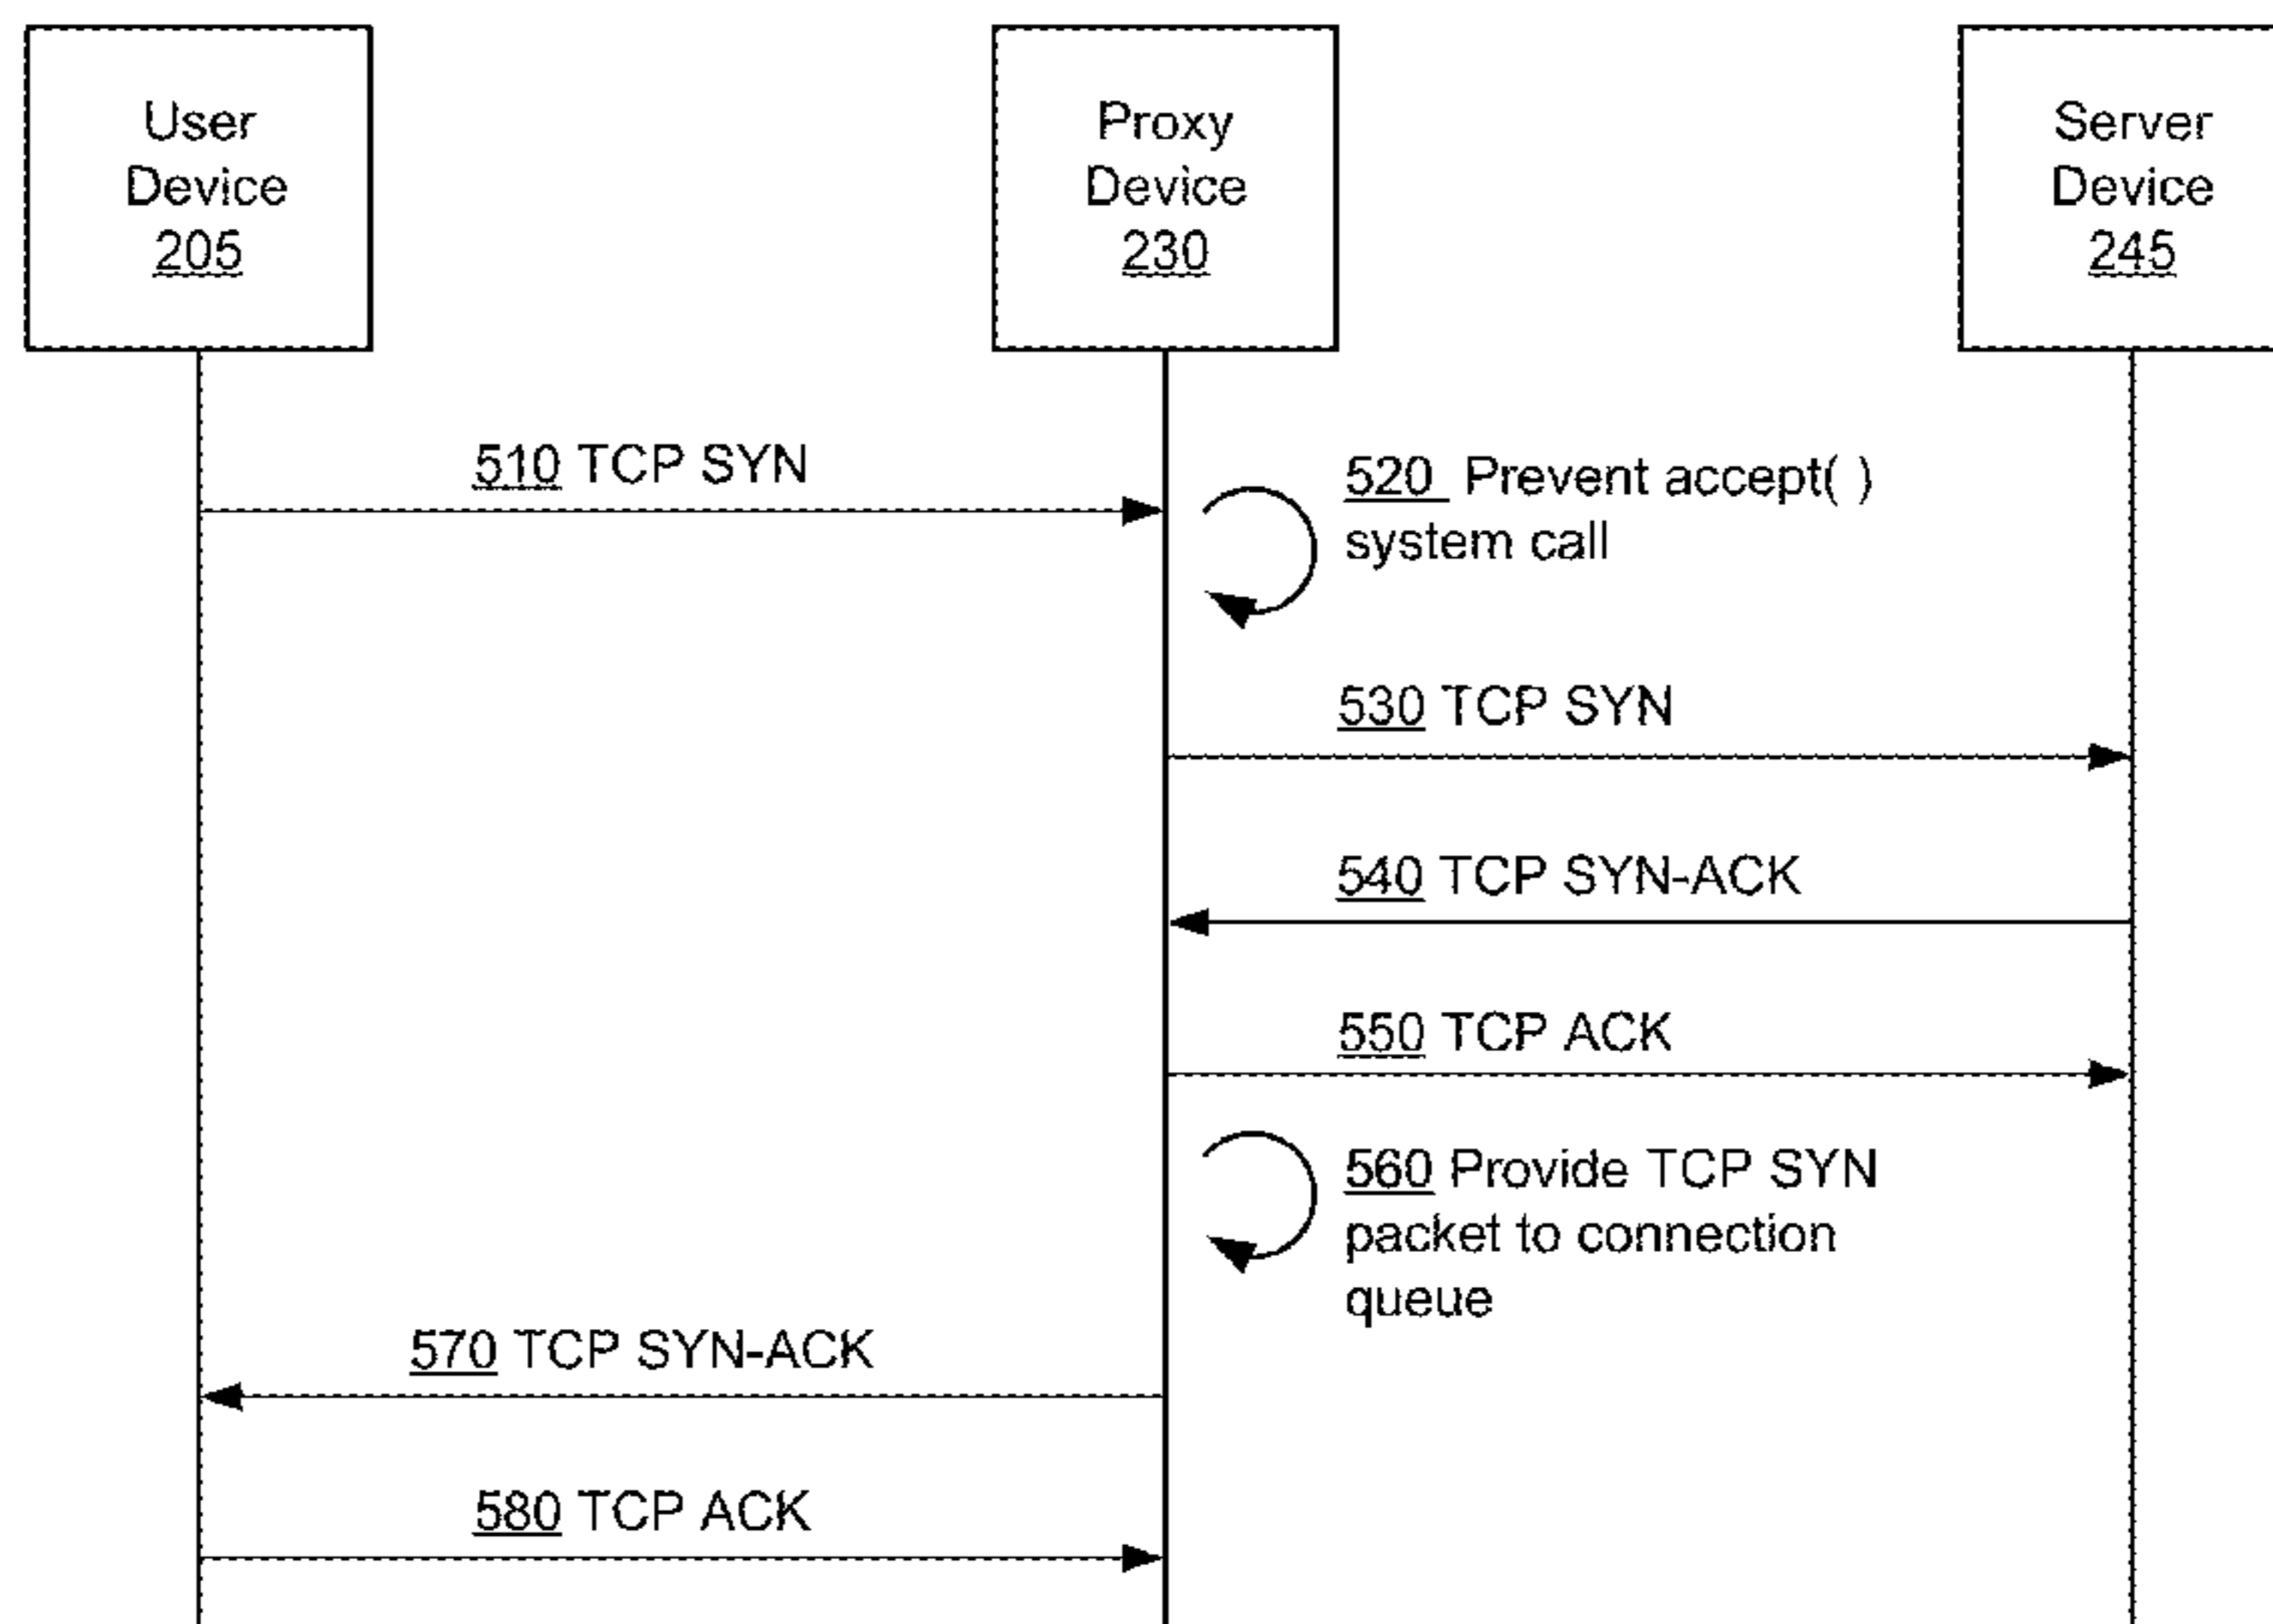 User
Device
205
Proxy
Device
230
Server
Device
245
510 TCP SYN
520 Prevent accept( )
system call
530 TCP SYN
540 TCP SYN-ACK
550 TCP ACK
560 Provide TCP SYN
packet to connection
queue
570 TCP SYN-ACK
580 TCP ACK